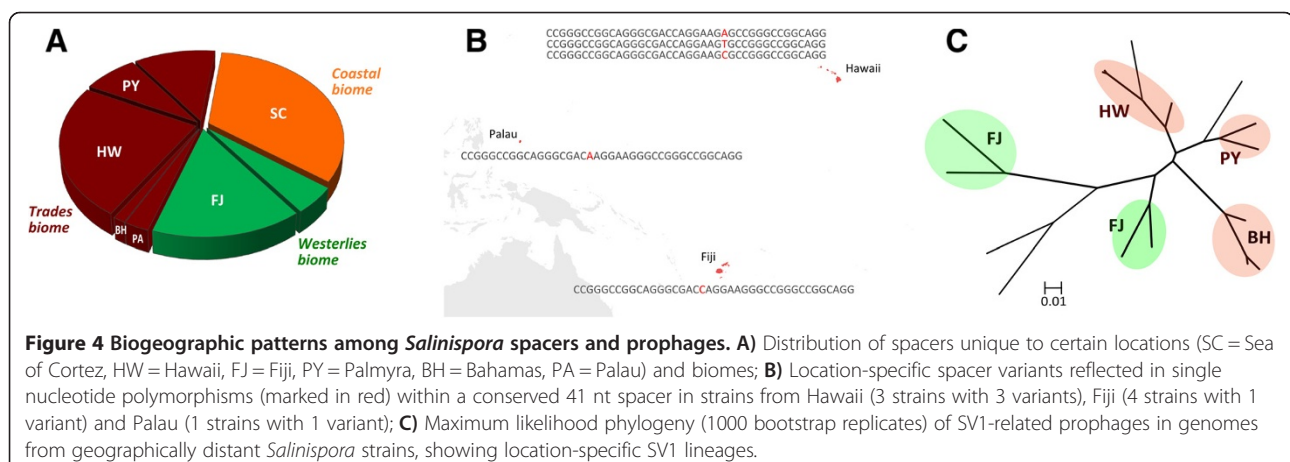 A
Coastal biome
PY
SC
HW
FJ
BH
PA
Trades biome
Westerlies biome
B
CCGGGCCGGCAGGGCGACCAGGAAGAGCCGGGCCGGCAGG
CCGGGCCGGCAGGGCGACCAGGAAGTGCCGGGCCGGCAGG
CCGGGCCGGCAGGGCGACCAGGAAGCGCCGGGCCGGCAGG
Hawaii
Palau
CCGGGCCGGCAGGGCGACAAGGAAGGGCCGGGCCGGCAGG
Fiji
CCGGGCCGGCAGGGCGACCAGGAAGGGCCGGGCCGGCAGG
C
HW
FJ
PY
FJ
BH
0.01
Figure 4 Biogeographic patterns among Salinispora spacers and prophages. A) Distribution of spacers unique to certain locations (SC = Sea
of Cortez, HW = Hawaii, FJ = Fiji, PY = Palmyra, BH = Bahamas, PA = Palau) and biomes; B) Location-specific spacer variants reflected in single
nucleotide polymorphisms (marked in red) within a conserved 41 nt spacer in strains from Hawaii (3 strains with 3 variants), Fiji (4 strains with 1
variant) and Palau (1 strains with 1 variant); C) Maximum likelihood phylogeny (1000 bootstrap replicates) of SV1-related prophages in genomes
from geographically distant Salinispora strains, showing location-specific SV1 lineages.